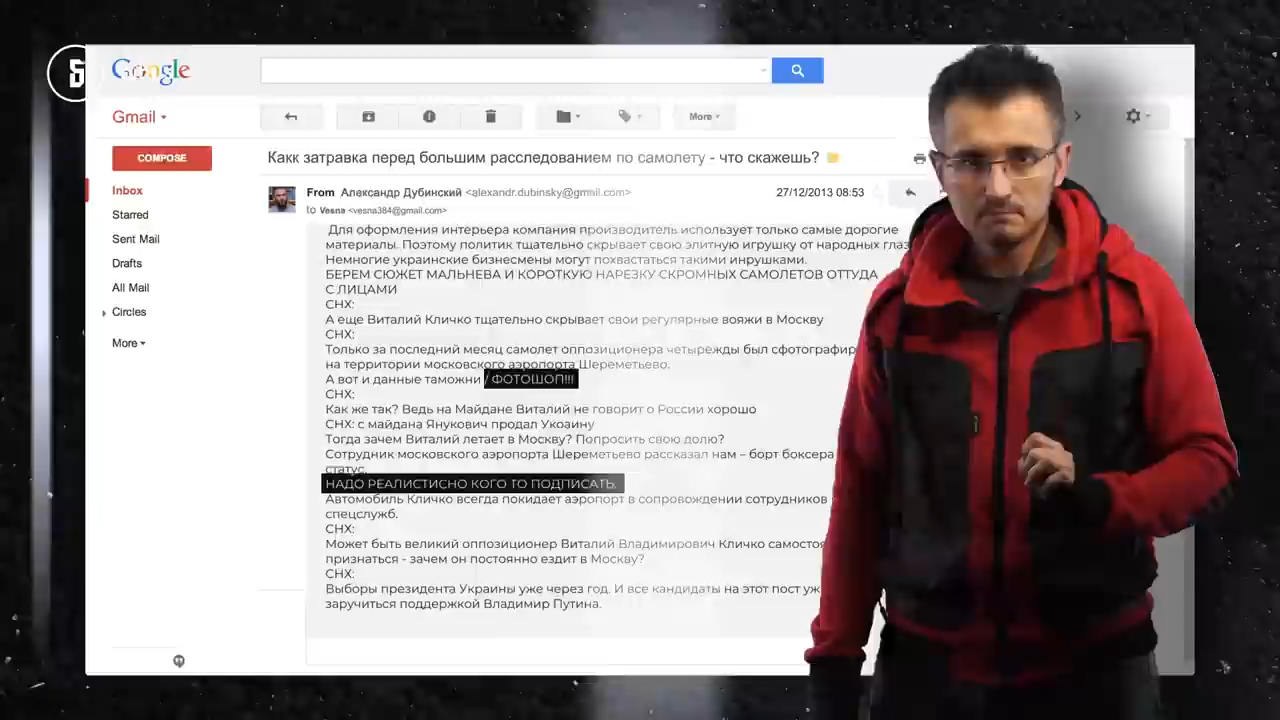 Б
Google
Gmail
More
COMPOSE
Какк затравка перед большим расследованием по самолету - что скажешь?
Inbox
From Александр Дубинский <alexandr.dubinsky@gmil.com>
27/12/2013 08:53
to Vesna <vesna384@gmail.com>
Starred
Sent Mail
Drafts
All Mail
Circles
More
Для оформления интерьера компания производитель использует только самые дорогие
материалы. Поэтому политик тщательно скрывает свою элитную игрушку от народных глаз
Немногие украинские бизнесмены могут похвастаться такими инрушками.
БЕРЕМ СЮЖЕТ МАЛЬНЕВА И КОРОТКУЮ НАРЕЗКУ СКРОМНЫХ САМОЛЕТОВ ОТТУДА
С ЛИЦАМИ
СНХ:
А еще Виталий Кличко тщательно скрывает свои регулярные вояжи в Москву
СНХ:
Только за последний месяц самолет оппозиционера четырежды был сфотографир
на территории московского аэропорта Шереметьево.
А вот и данные таможни / ФОТОШОП!!!
СНХ:
Как же так? Ведь на Майдане Виталий не говорит о России хорошо
СНХ: с майдана Янукович продал Укоаину
Тогда зачем Виталий летает в Москву? Попросить свою долю?
Сотрудник московского аэропорта Шереметьево рассказал нам – борт боксера
статус.
НАДО РЕАЛИСТИСНО КОГО ТО ПОДПИСАТЬ.
Автомобиль Кличко всегда покидает аэропорт в сопровождении сотрудников
спецслужб.
СНХ:
Может быть великий оппозиционер Виталий Владимирович Кличко самостоя
признаться - зачем он постоянно ездит в Москву?
СНХ:
Выборы президента Украины уже через год. И все кандидаты на этот пост уж
заручиться поддержкой Владимир Путина.